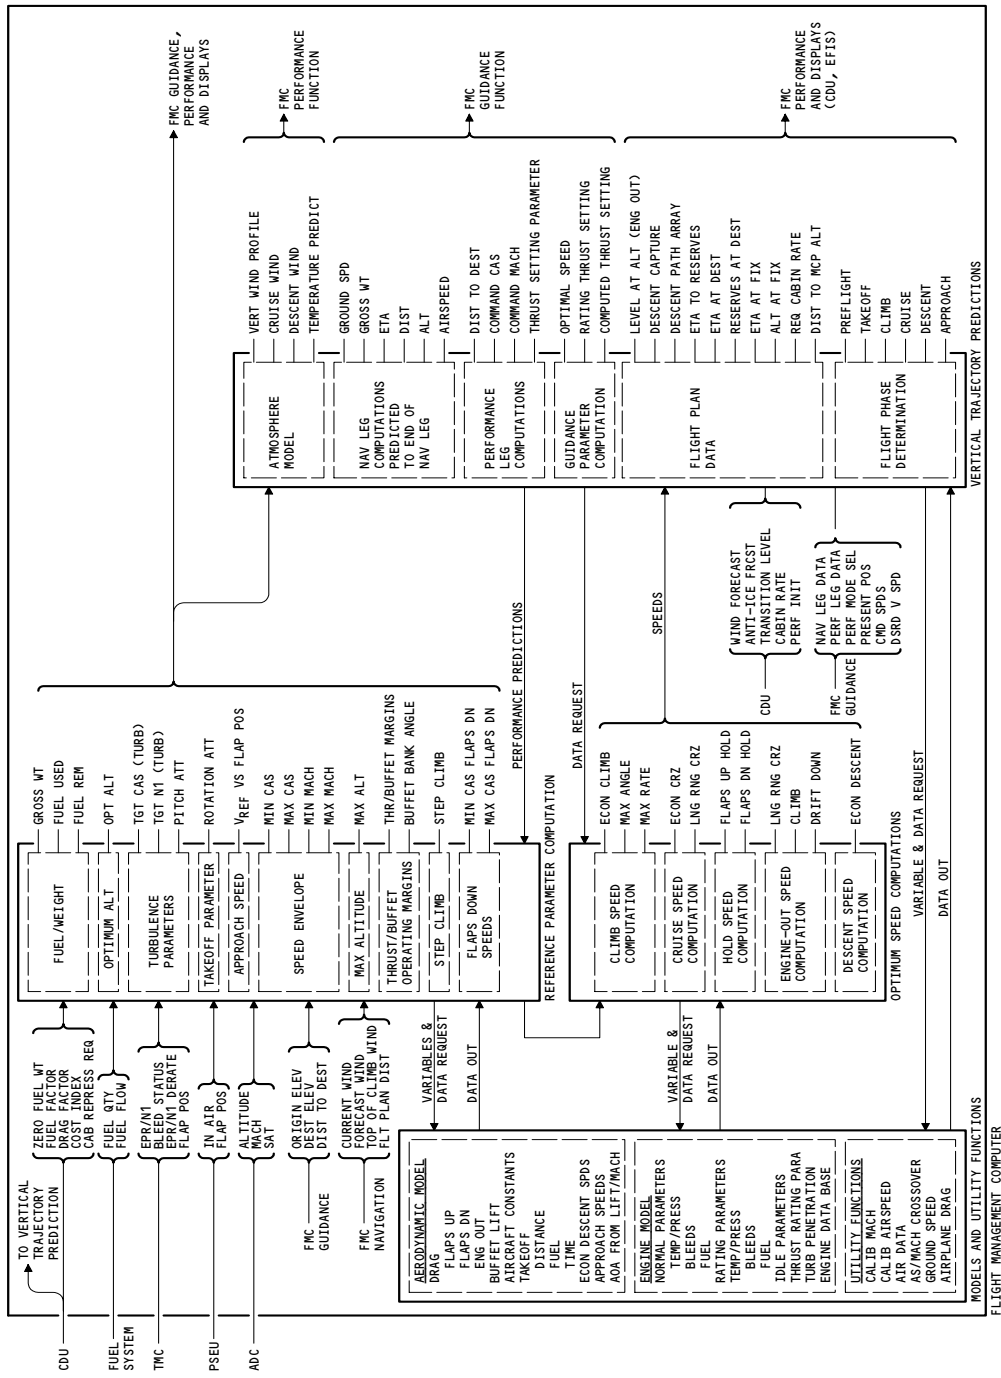 TO VERTICAL
TRAJECTORY
PREDICTION
CDU
FUEL
SYSTEM
TMC
PSEU
ADC
ZERO FUEL WT
FUEL FACTOR
DRAG FACTOR
COST INDEX
CAB REPRESS REQ
FUEL QTY
FUEL FLOW
EPR/N1
BLEED STATUS
EPR/N1 DERATE
FLAP POS
IN AIR
FLAP POS
ALTITUDE
MACH
SAT
FMC
GUIDANCE
ORIGIN ELEV
DEST ELEV
DIST TO DEST
FMC
NAVIGATION
CURRENT WIND
FORECAST WIND
TOP OF CLIMB WIND
FLT PLAN DIST
FUEL/WEIGHT
OPTIMUM ALT
TURBULENCE
PARAMETERS
TAKEOFF PARAMETER
APPROACH SPEED
SPEED ENVELOPE
MAX ALTITUDE
THRUST/BUFFET
OPERATING MARGINS
STEP CLIMB
FLAPS DOWN
SPEEDS
REFERENCE PARAMETER COMPUTATION
GROSS WT
FUEL USED
FUEL REM
OPT ALT
TGT CAS (TURB)
TGT N1 (TURB)
PITCH ATT
ROTATION ATT
VREF VS FLAP POS
MIN CAS
MAX CAS
MIN MACH
MAX MACH
MAX ALT
THR/BUFFET MARGINS
BUFFET BANK ANGLE
STEP CLIMB
MIN CAS FLAPS DN
MAX CAS FLAPS DN
FMC GUIDANCE,
PERFORMANCE
AND DISPLAYS
PERFORMANCE PREDICTIONS
DATA REQUEST
VARIABLES &
DATA REQUEST
DATA OUT
VARIABLE &
DATA REQUEST
DATA OUT
CLIMB SPEED
COMPUTATION
CRUISE SPEED
COMPUTATION
HOLD SPEED
COMPUTATION
ENGINE-OUT SPEED
COMPUTATION
DESCENT SPEED
COMPUTATION
OPTIMUM SPEED COMPUTATIONS
ECON CLIMB
MAX ANGLE
MAX RATE
ECON CRZ
LNG RNG CRZ
FLAPS UP HOLD
FLAPS DN HOLD
LNG RNG CRZ
CLIMB
DRIFT DOWN
ECON DESCENT
SPEEDS
CDU
WIND FORECAST
ANTI-ICE FRCST
TRANSITION LEVEL
CABIN RATE
PERF INIT
FMC
GUIDANCE
NAV LEG DATA
PERF LEG DATA
PERF MODE SEL
PRESENT POS
CMD SPDS
DSRD V SPD
VARIABLE & DATA REQUEST
DATA OUT
ATMOSPHERE
MODEL
NAV LEG
COMPUTATIONS
PREDICTED
TO END OF
NAV LEG
PERFORMANCE
LEG
COMPUTATIONS
GUIDANCE
PARAMETER
COMPUTATION
FLIGHT PLAN
DATA
FLIGHT PHASE
DETERMINATION
VERTICAL TRAJECTORY PREDICTIONS
VERT WIND PROFILE
CRUISE WIND
DESCENT WIND
TEMPERATURE PREDICT
GROUND SPD
GROSS WT
ETA
DIST
ALT
AIRSPEED
DIST TO DEST
COMMAND CAS
COMMAND MACH
THRUST SETTING PARAMETER
OPTIMAL SPEED
RATING THRUST SETTING
COMPUTED THRUST SETTING
LEVEL AT ALT (ENG OUT)
DESCENT CAPTURE
DESCENT PATH ARRAY
ETA TO RESERVES
ETA AT DEST
RESERVES AT DEST
ETA AT FIX
ALT AT FIX
REQ CABIN RATE
DIST TO MCP ALT
PREFLIGHT
TAKEOFF
CLIMB
CRUISE
DESCENT
APPROACH
FMC
PERFORMANCE
FUNCTION
FMC
GUIDANCE
FUNCTION
FMC
PERFORMANCE
AND DISPLAYS
(CDU, EFIS)
AERODYNAMIC MODEL
DRAG
FLAPS UP
FLAPS DN
ENG OUT
BUFFET LIFT
AIRCRAFT CONSTANTS
TAKEOFF
DISTANCE
FUEL
TIME
ECON DESCENT SPDS
APPROACH SPEEDS
AOA FROM LIFT/MACH
ENGINE MODEL
NORMAL PARAMETERS
TEMP/PRESS
BLEEDS
FUEL
RATING PARAMETERS
TEMP/PRESS
BLEEDS
FUEL
IDLE PARAMETERS
THRUST RATING PARA
TURB PENETRATION
ENGINE DATA BASE
UTILITY FUNCTIONS
CALIB MACH
CALIB AIRSPEED
AIR DATA
AS/MACH CROSSOVER
GROUND SPEED
AIRPLANE DRAG
MODELS AND UTILITY FUNCTIONS
FLIGHT MANAGEMENT COMPUTER